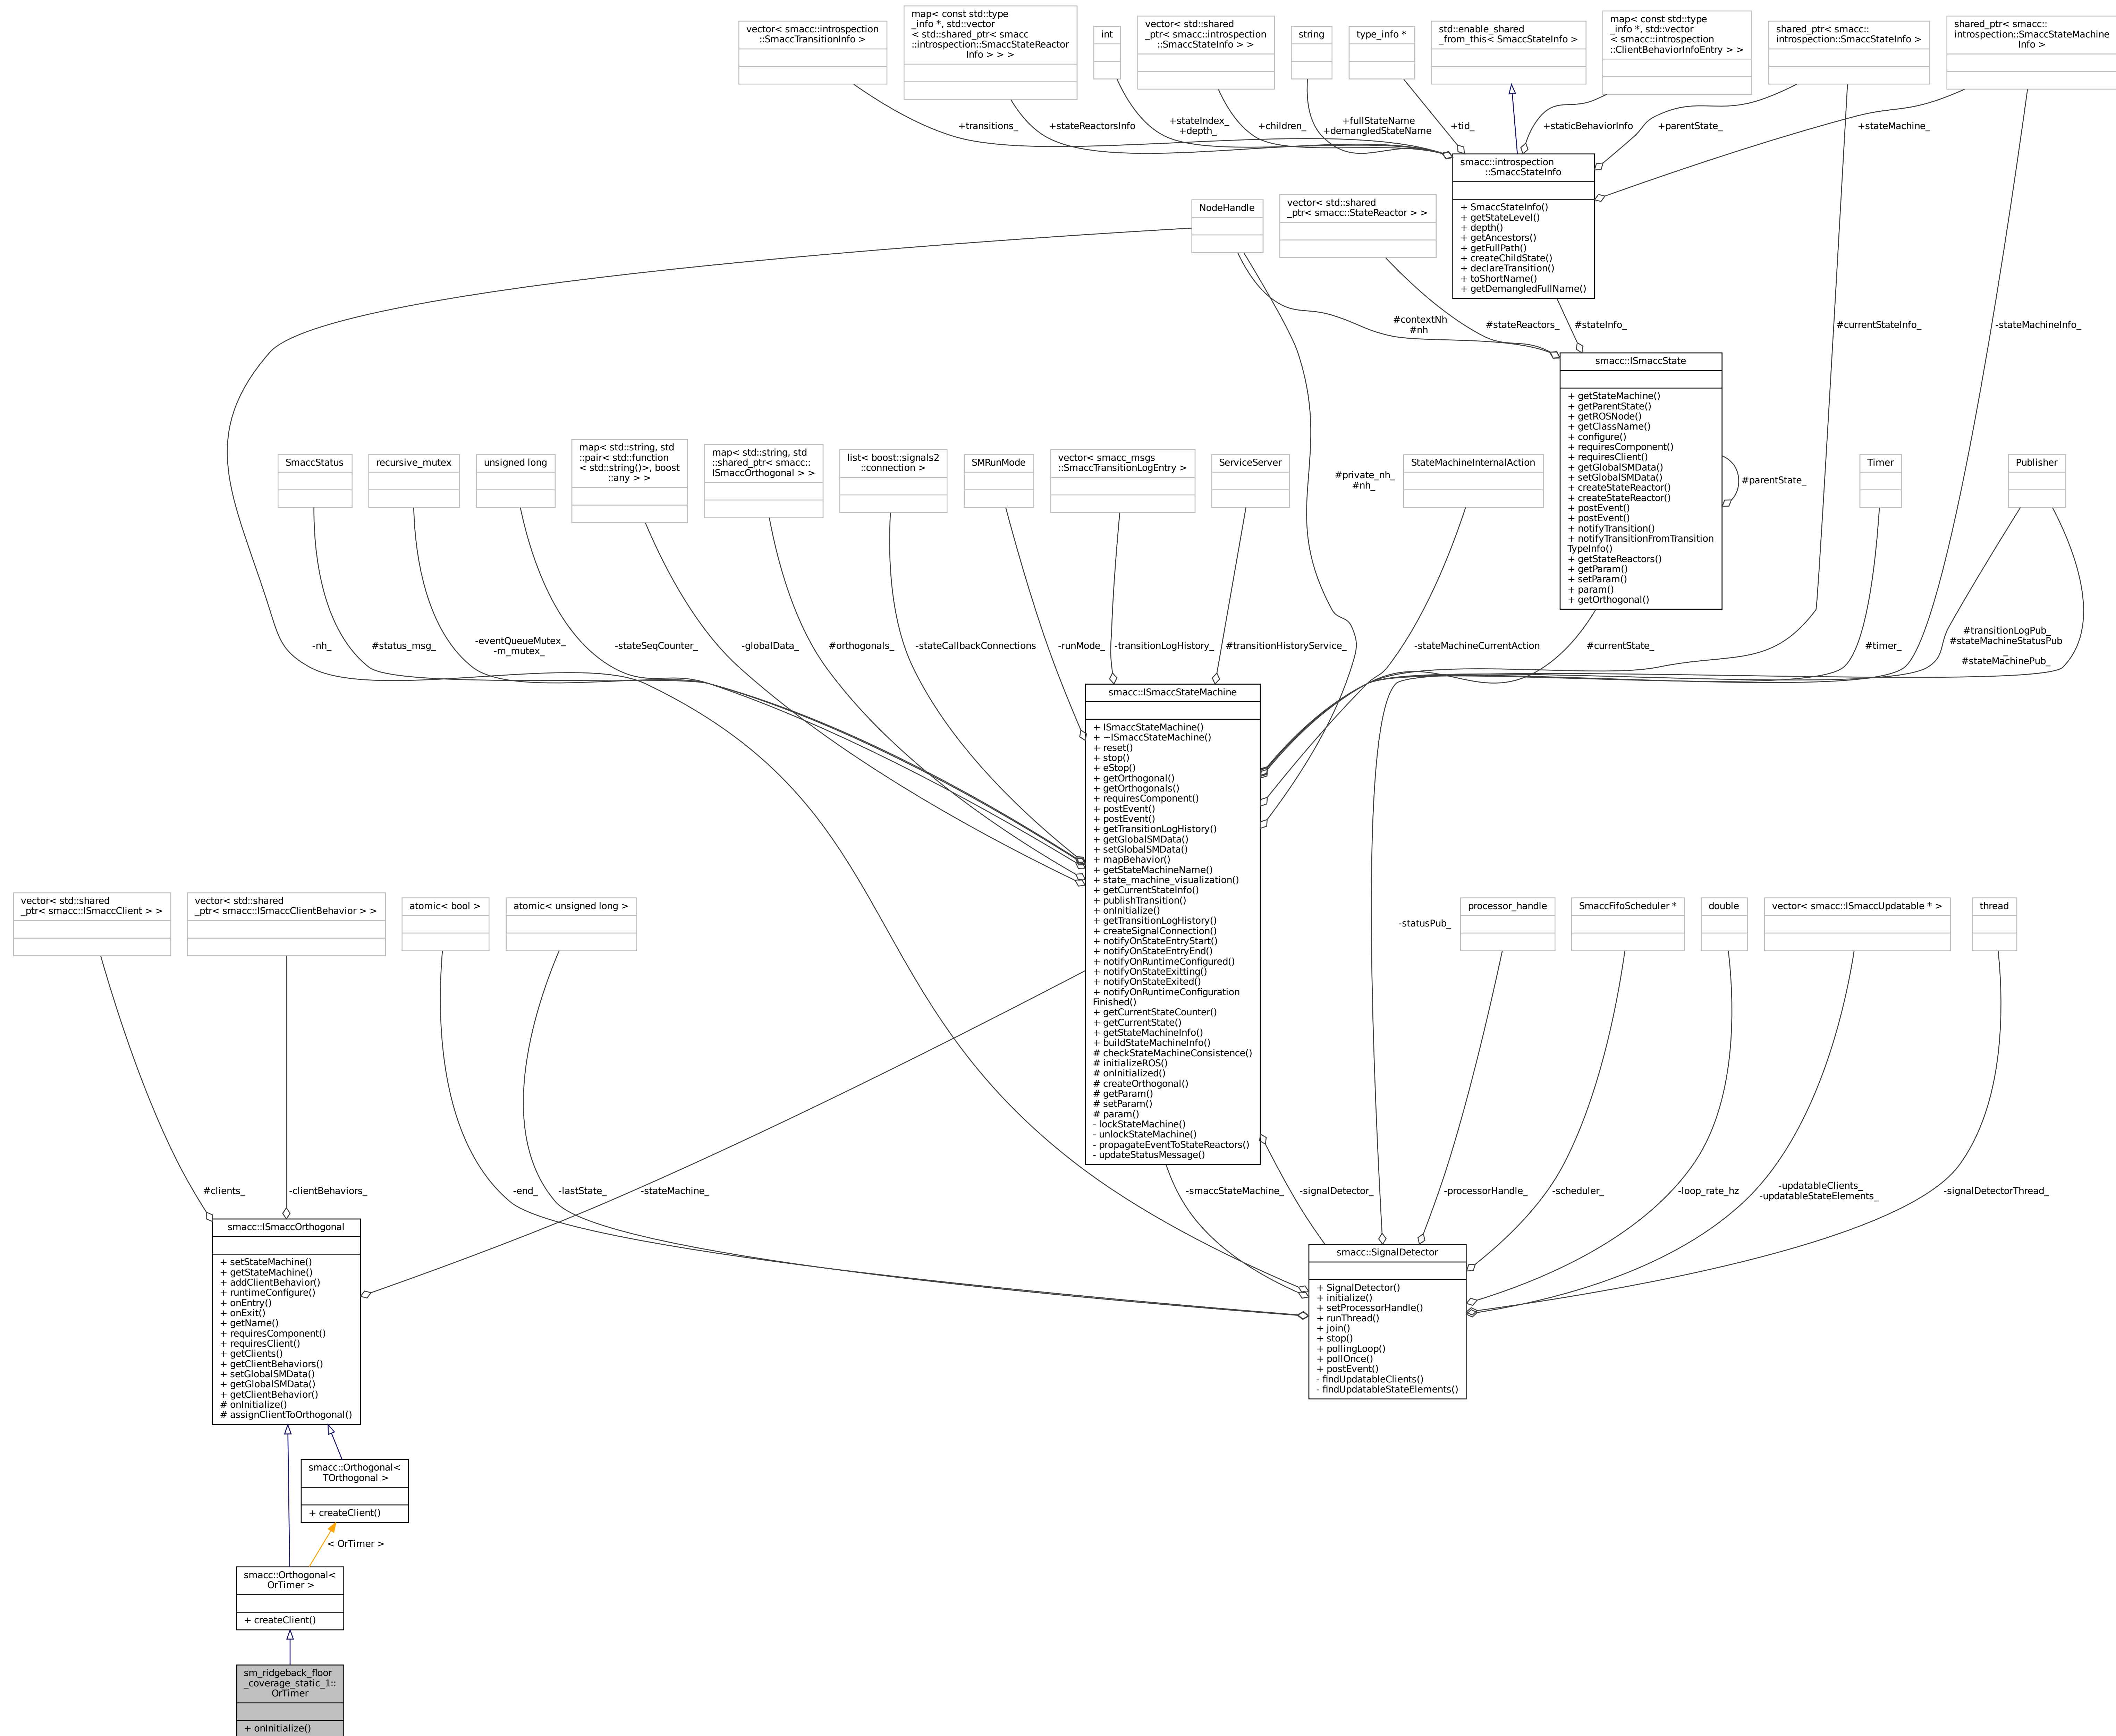 vector< smacc::introspection
::SmaccTransitionInfo >
map< const std::type
_info *, std::vector
< std::shared_ptr< smacc
::introspection::SmaccStateReactor
Info > > >
int
vector< std::shared
_ptr< smacc::introspection
::SmaccStateInfo > >
string
type_info *
std::enable_shared
_from_this< SmaccStateInfo >
map< const std::type
_info *, std::vector
< smacc::introspection
::ClientBehaviorInfoEntry > >
shared_ptr< smacc::
introspection::SmaccStateInfo >
shared_ptr< smacc::
introspection::SmaccStateMachine
Info >
+transitions_
+stateReactorsInfo
+stateIndex_
+depth_
+children_
+fullStateName
+demangledStateName
+tid_
+staticBehaviorInfo
+parentState_
+stateMachine_
smacc::introspection
::SmaccStateInfo
+ SmaccStateInfo()
+ getStateLevel()
+ depth()
+ getAncestors()
+ getFullPath()
+ createChildState()
+ declareTransition()
+ toShortName()
+ getDemangledFullName()
NodeHandle
vector< std::shared
_ptr< smacc::StateReactor > >
#contextNh
#nh
#stateReactors_
#stateInfo_
#currentStateInfo_
-stateMachineInfo_
smacc::ISmaccState
+ getStateMachine()
+ getParentState()
+ getROSNode()
+ getClassName()
+ configure()
+ requiresComponent()
+ requiresClient()
+ getGlobalSMData()
+ setGlobalSMData()
+ createStateReactor()
+ createStateReactor()
+ postEvent()
+ postEvent()
+ notifyTransition()
+ notifyTransitionFromTransition
TypeInfo()
+ getStateReactors()
+ getParam()
+ setParam()
+ param()
+ getOrthogonal()
#parentState_
SmaccStatus
recursive_mutex
unsigned long
map< std::string, std
::pair< std::function
< std::string()>, boost
::any > >
map< std::string, std
::shared_ptr< smacc::
ISmaccOrthogonal > >
list< boost::signals2
::connection >
SMRunMode
vector< smacc_msgs
::SmaccTransitionLogEntry >
ServiceServer
#private_nh_
#nh_
StateMachineInternalAction
Timer
Publisher
-nh_
#status_msg_
-eventQueueMutex_
-m_mutex_
-stateSeqCounter_
-globalData_
#orthogonals_
-stateCallbackConnections
-runMode_
-transitionLogHistory_
#transitionHistoryService_
-stateMachineCurrentAction
#currentState_
#timer_
#transitionLogPub_
#stateMachineStatusPub
_
#stateMachinePub_
smacc::ISmaccStateMachine
+ ISmaccStateMachine()
+ ~ISmaccStateMachine()
+ reset()
+ stop()
+ eStop()
+ getOrthogonal()
+ getOrthogonals()
+ requiresComponent()
+ postEvent()
+ postEvent()
+ getTransitionLogHistory()
+ getGlobalSMData()
+ setGlobalSMData()
+ mapBehavior()
+ getStateMachineName()
+ state_machine_visualization()
+ getCurrentStateInfo()
+ publishTransition()
+ onInitialize()
+ getTransitionLogHistory()
+ createSignalConnection()
+ notifyOnStateEntryStart()
+ notifyOnStateEntryEnd()
+ notifyOnRuntimeConfigured()
+ notifyOnStateExitting()
+ notifyOnStateExited()
+ notifyOnRuntimeConfiguration
Finished()
+ getCurrentStateCounter()
+ getCurrentState()
+ getStateMachineInfo()
+ buildStateMachineInfo()
# checkStateMachineConsistence()
# initializeROS()
# onInitialized()
# createOrthogonal()
# getParam()
# setParam()
# param()
- lockStateMachine()
- unlockStateMachine()
- propagateEventToStateReactors()
- updateStatusMessage()
vector< std::shared
_ptr< smacc::ISmaccClient > >
vector< std::shared
_ptr< smacc::ISmaccClientBehavior > >
atomic< bool >
atomic< unsigned long >
-statusPub_
processor_handle
SmaccFifoScheduler *
double
vector< smacc::ISmaccUpdatable * >
thread
#clients_
-clientBehaviors_
-end_
-lastState_
-stateMachine_
-smaccStateMachine_
-signalDetector_
-processorHandle_
-scheduler_
-loop_rate_hz
-updatableClients_
-updatableStateElements_
-signalDetectorThread_
smacc::ISmaccOrthogonal
+ setStateMachine()
+ getStateMachine()
+ addClientBehavior()
+ runtimeConfigure()
+ onEntry()
+ onExit()
+ getName()
+ requiresComponent()
+ requiresClient()
+ getClients()
+ getClientBehaviors()
+ setGlobalSMData()
+ getGlobalSMData()
+ getClientBehavior()
# onInitialize()
# assignClientToOrthogonal()
smacc::SignalDetector
+ SignalDetector()
+ initialize()
+ setProcessorHandle()
+ runThread()
+ join()
+ stop()
+ pollingLoop()
+ pollOnce()
+ postEvent()
- findUpdatableClients()
- findUpdatableStateElements()
smacc::Orthogonal<
TOrthogonal >
+ createClient()
< OrTimer >
smacc::Orthogonal<
OrTimer >
+ createClient()
sm_ridgeback_floor
_coverage_static_1::
OrTimer
+ onInitialize()